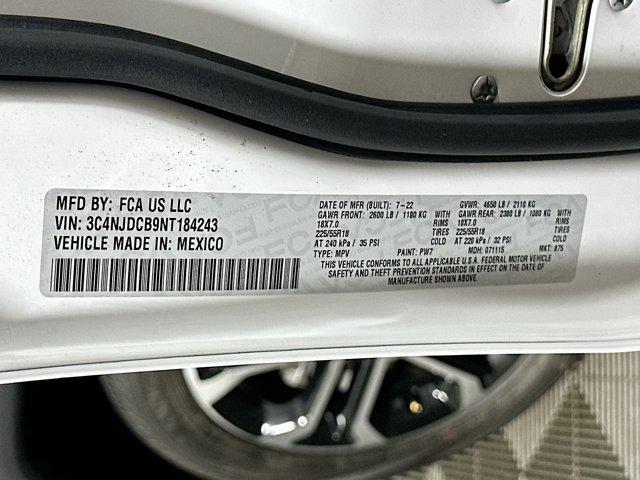 MFD BY: FCA US LLC
VIN: 3C4NJDCB9NT184243
VEHICLE MADE IN: MEXICO
DATE OF MFR (BUILT): 7-22 GVWR: 4650 LB / 2110 KG
GAWR FRONT: 2600 LB / 1180 KG WITH GAWR REAR: 2380 LB / 1080 KG WITH
18X7.0 RIMS 18X7.0 RIMS
225/55R18 TIRES 225/55R18 TIRES
AT 240 kPa / 35 PSI AT 220 kPa / 32 PSI
TYPE: MPV PAINT: PW7 MDH: 071115 MKT: 875
THIS VEHICLE CONFORMS TO ALL APPLICABLE U.S.A. FEDERAL MOTOR VEHICLE
SAFETY AND THEFT PREVENTION STANDARDS IN EFFECT ON THE DATE OF
MANUFACTURE SHOWN ABOVE.